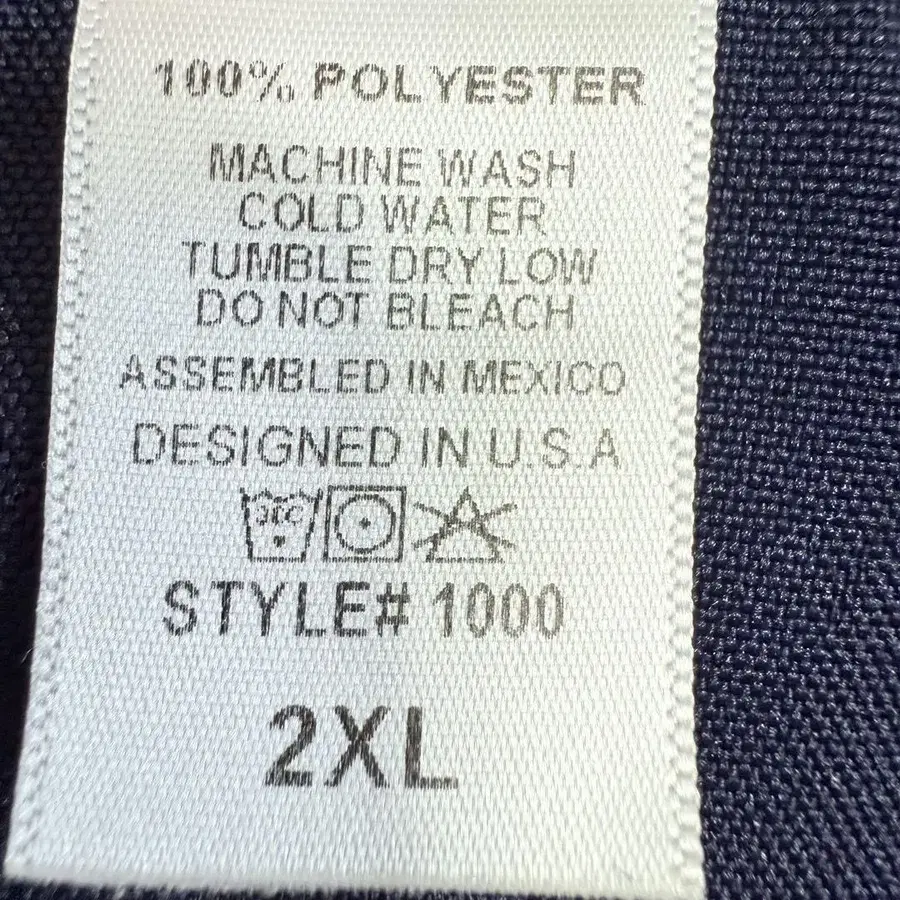 100% POLYESTER
MACHINE WASH
COLD WATER
TUMBLE DRY LOW
DO NOT BLEACH
ASSEMBLED IN MEXICO
DESIGNED IN U.S.A
STYLE# 1000
2XL